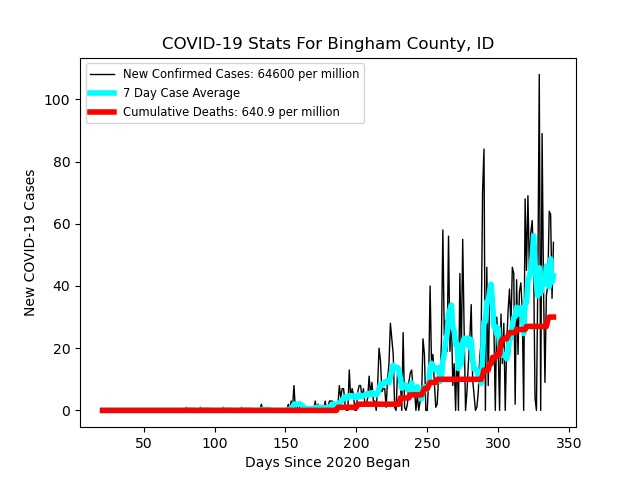 COVID-19 Stats For Bingham County, ID
New Confirmed Cases: 64600 per million
7 Day Case Average
Cumulative Deaths: 640.9 per million
New COVID-19 Cases
100
80
60
40
20
0
50
100
150
200
250
300
350
Days Since 2020 Began